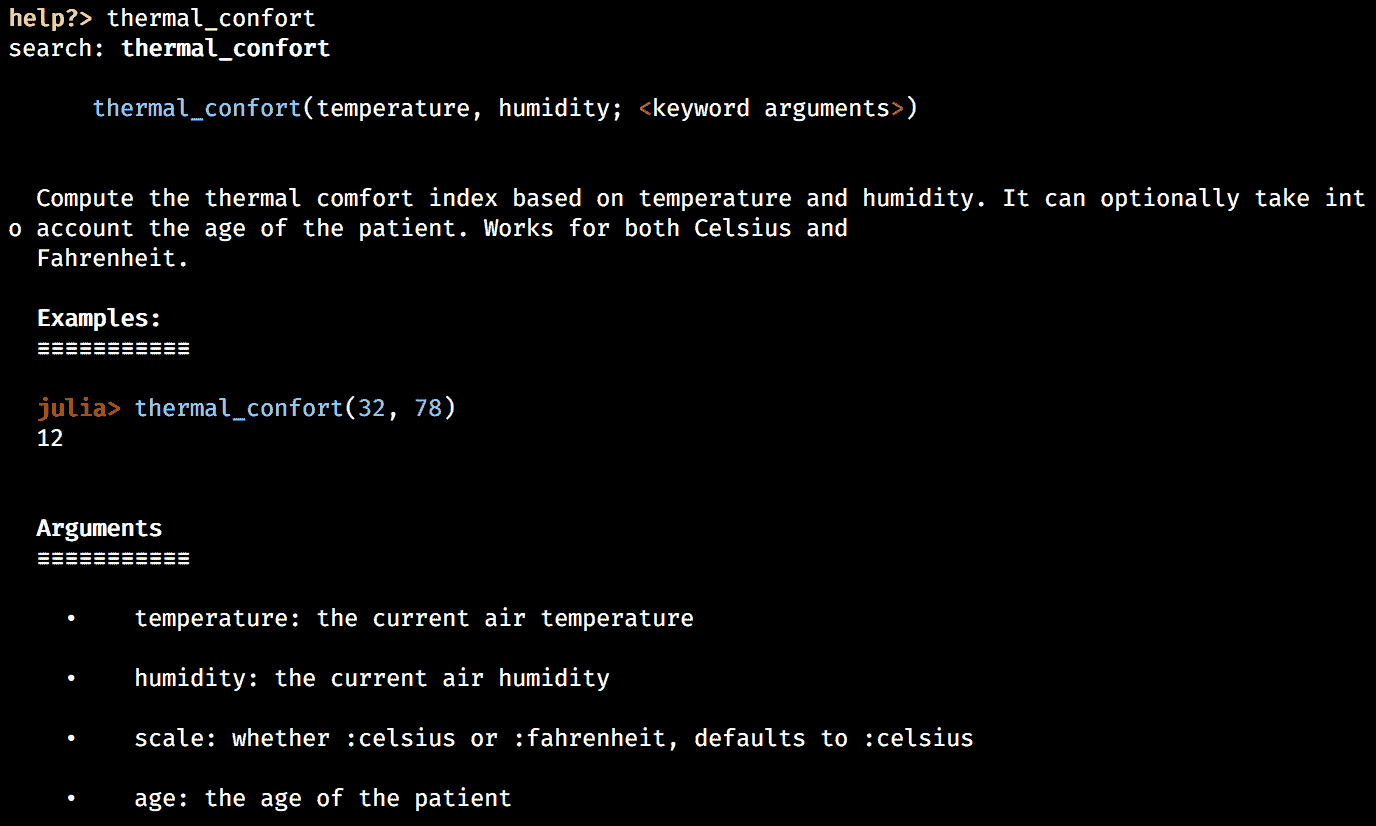 help?> thermal_confort
search: thermal_confort
thermal_confort(temperature, humidity; <keyword arguments>)
Compute the thermal comfort index based on temperature and humidity. It can optionally take int
o account the age of the patient. Works for both Celsius and
Fahrenheit.
Examples:
≡≡≡≡≡≡≡≡≡≡≡
julia> thermal_confort(32, 78)
12
Arguments
≡≡≡≡≡≡≡≡≡≡≡
• temperature: the current air temperature
• humidity: the current air humidity
• scale: whether :celsius or :fahrenheit, defaults to :celsius
• age: the age of the patient